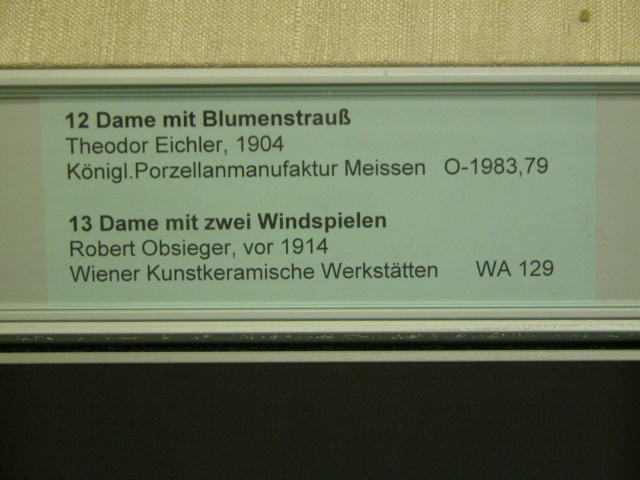 12 Dame mit Blumenstrauß
Theodor Eichler, 1904
Königl.Porzellanmanufaktur Meissen O-1983,79
13 Dame mit zwei Windspielen
Robert Obsieger, vor 1914
Wiener Kunstkeramische Werkstätten WA 129